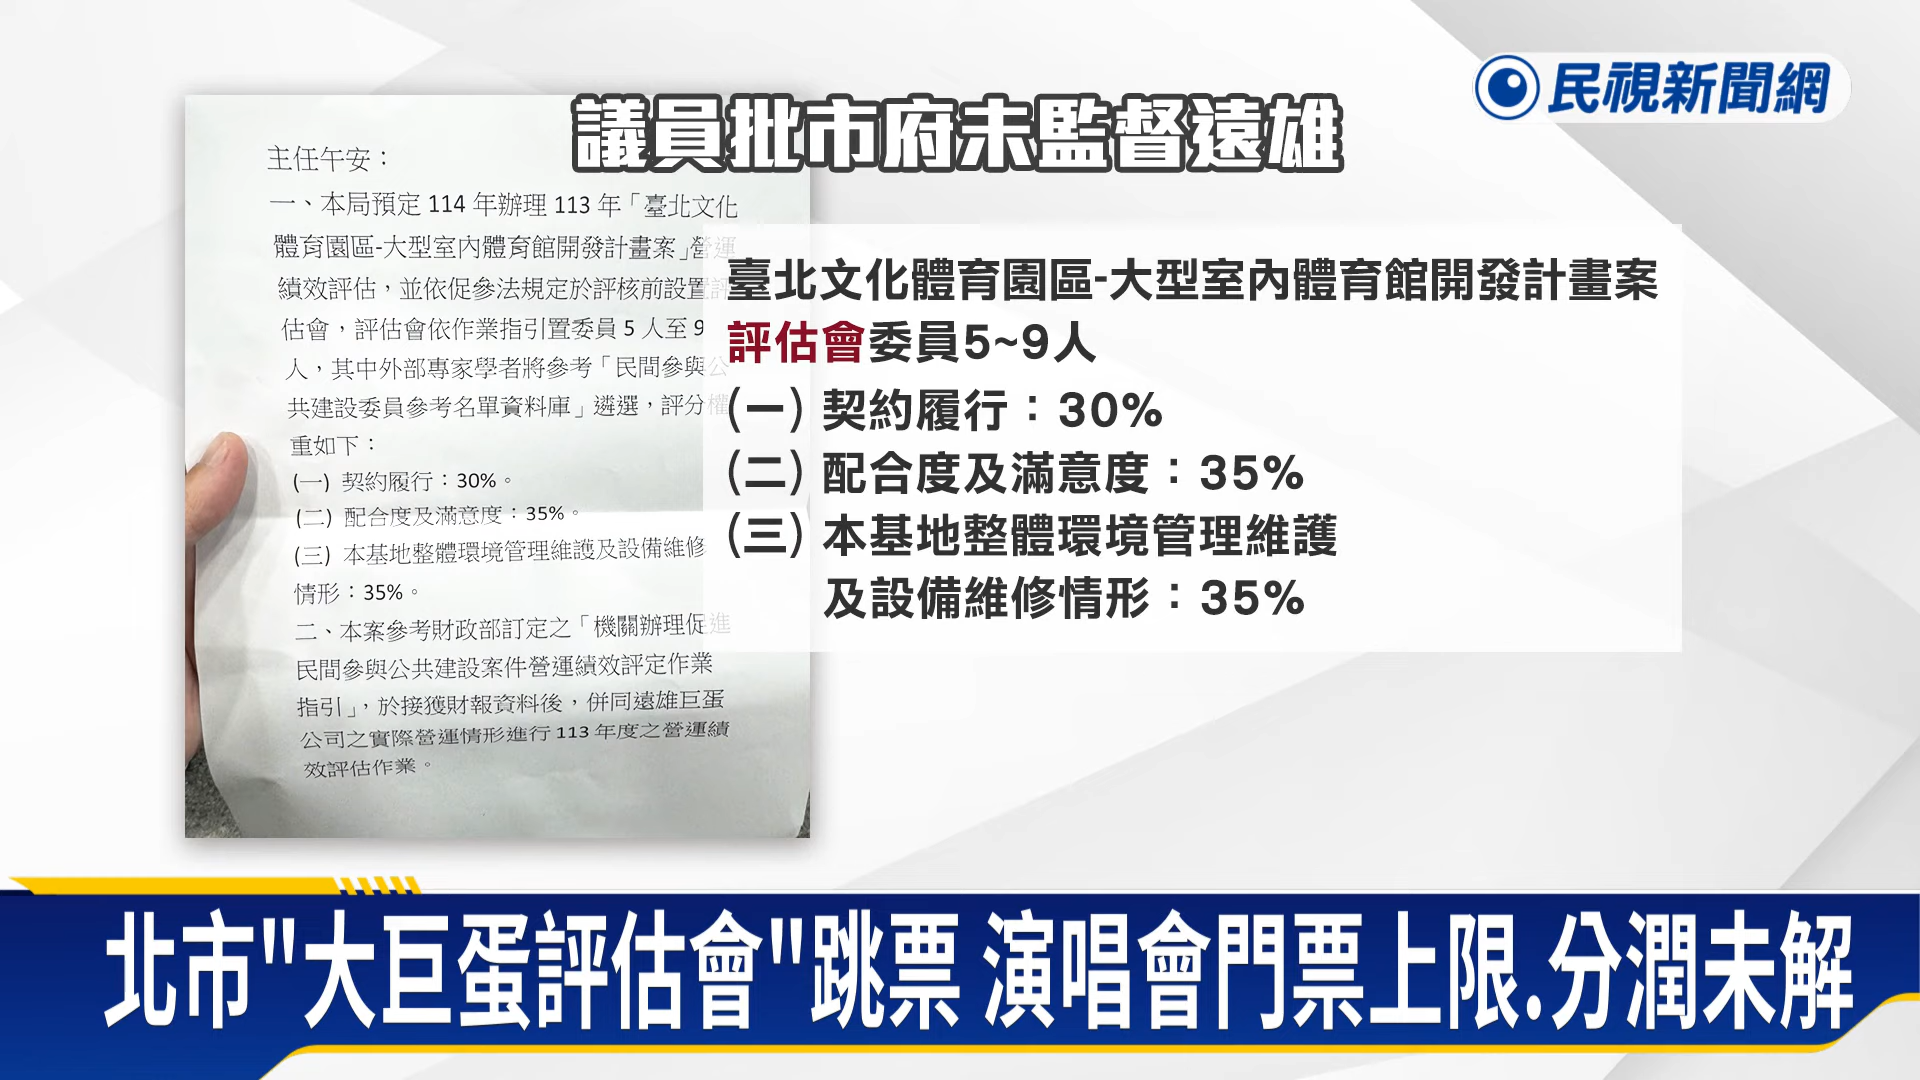 民視新聞網
議員批市府未監督遠雄
主任午安：
一、本局預定 114 年辦理 113 年「臺北文化
體育園區-大型室內體育館開發計畫案」營運
績效評估，並依促參法規定於評核前設置評
估會，評估會依作業指引置委員 5 人至 9
人，其中外部專家學者將參考「民間參與公
共建設委員參考名單資料庫」遴選，評分權
重如下：
(一) 契約履行：30%。
(二) 配合度及滿意度：35%。
(三) 本基地整體環境管理維護及設備維修
情形：35%。
二、本案參考財政部訂定之「機關辦理促進
民間參與公共建設案件營運績效評定作業
指引」，於接獲財報資料後，併同遠雄巨蛋
公司之實際營運情形進行 113 年度之營運績
效評估作業。
臺北文化體育園區-大型室內體育館開發計畫案
評估會委員5~9人
(一) 契約履行：30%
(二) 配合度及滿意度：35%
(三) 本基地整體環境管理維護
及設備維修情形：35%
北市"大巨蛋評估會"跳票 演唱會門票上限.分潤未解